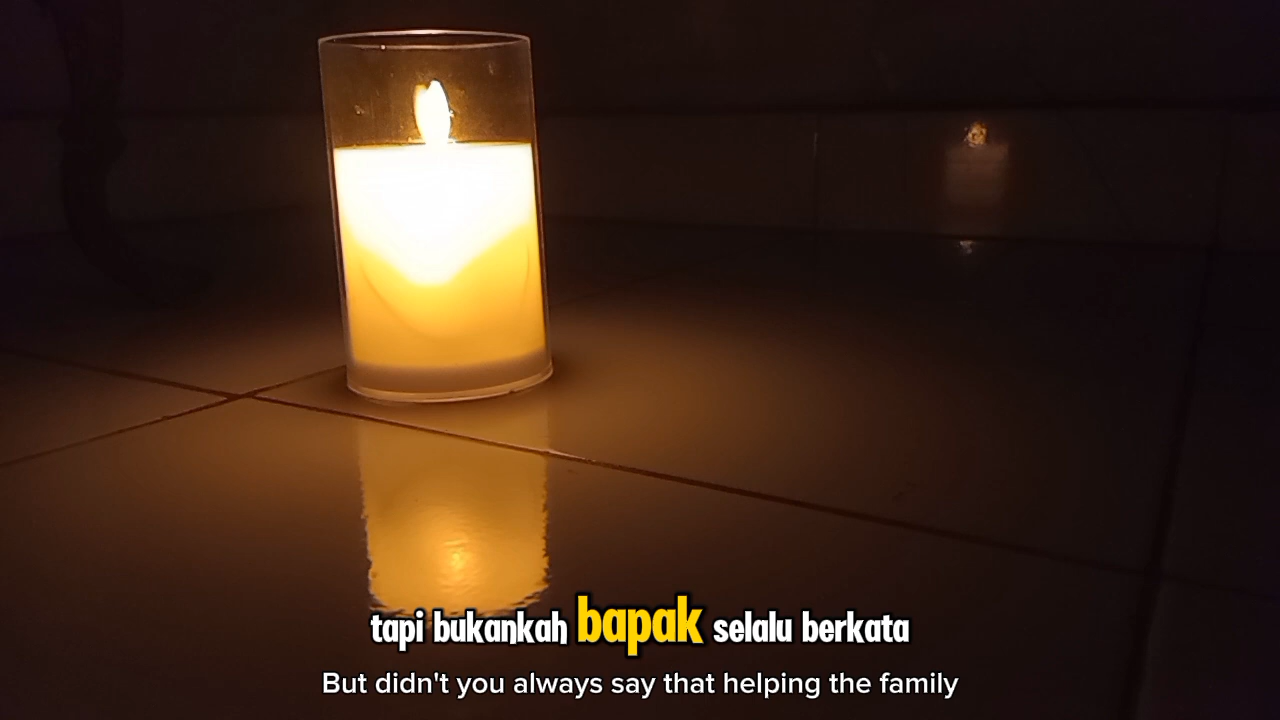 tapi bukankah bapak selalu berkata
But didn't you always say that helping the family